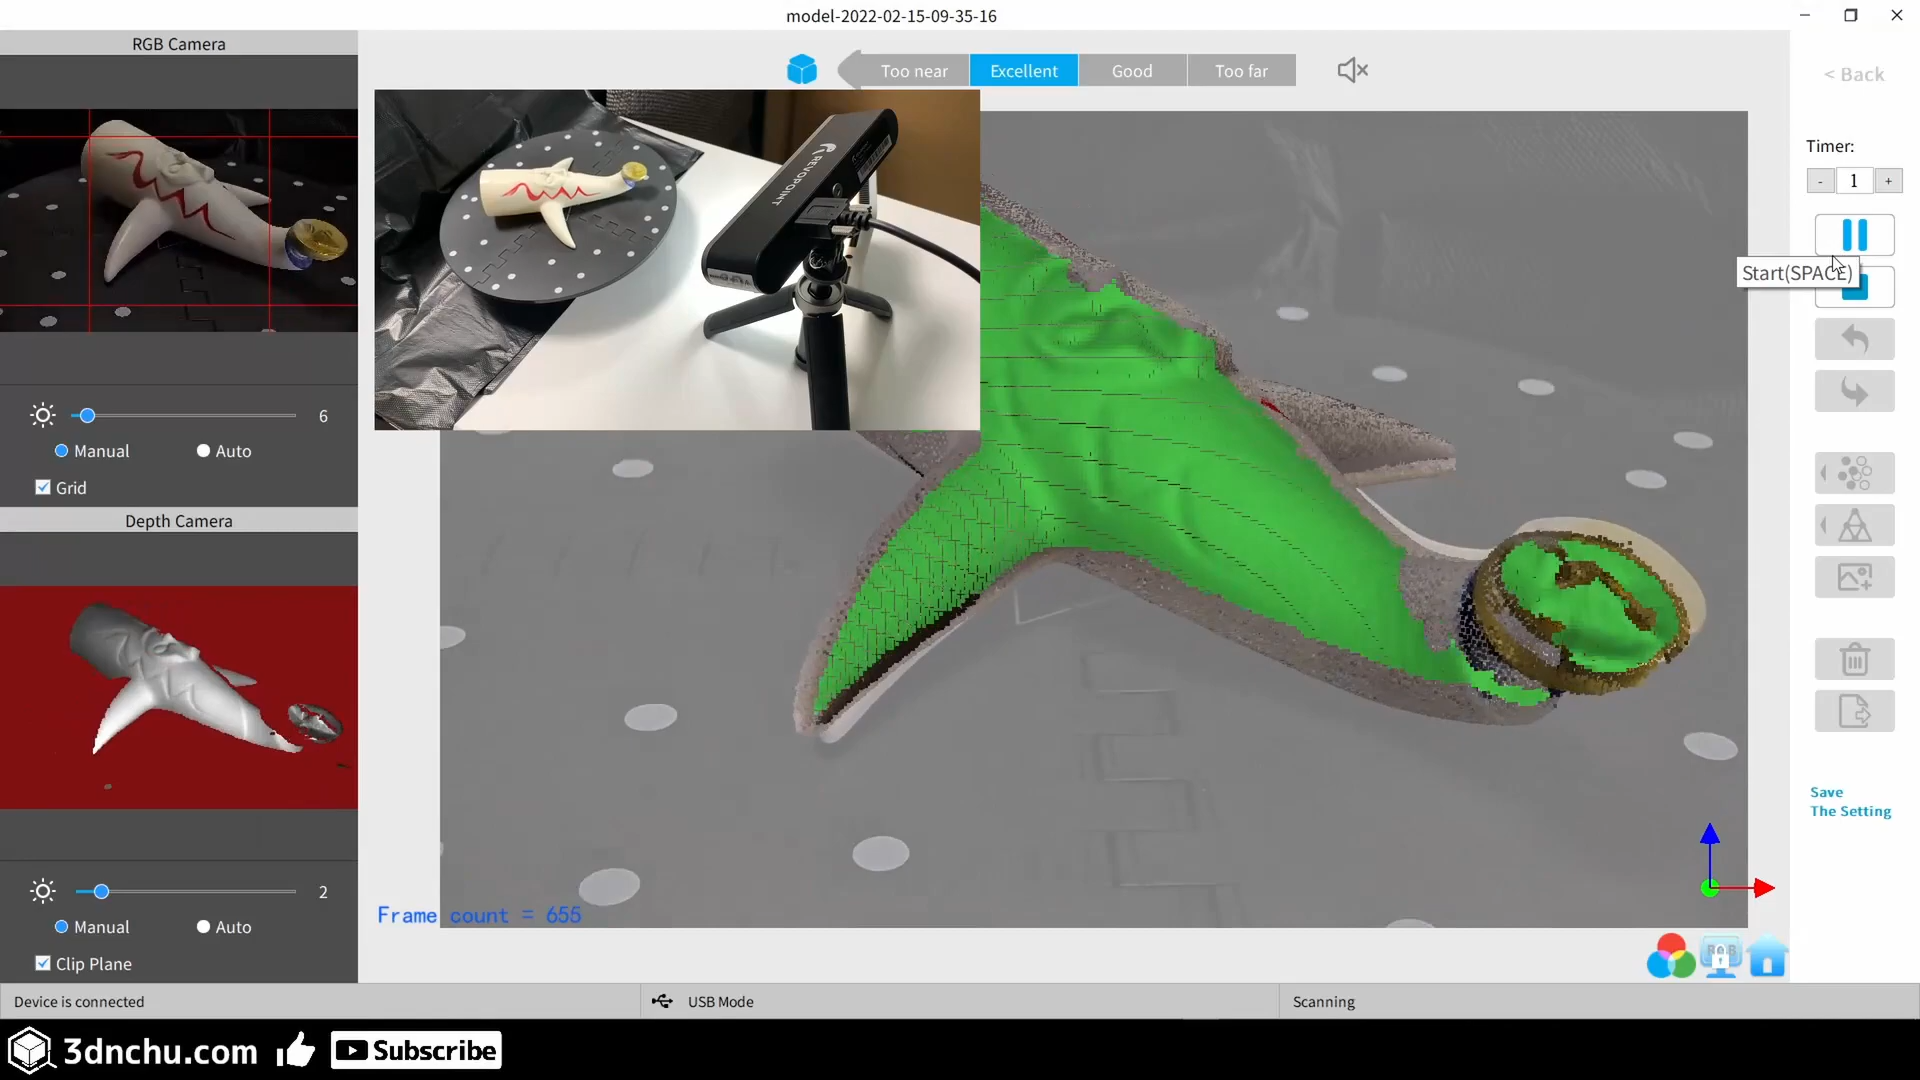 model-2022-02-15-09-35-16
RGB Camera
Too near
Excellent
Good
Too far
< Back
REVOPOINT
Timer:
- 1 +
Start(SPACE)
6
Manual
Auto
Grid
Depth Camera
Save
The Setting
2
Manual
Auto
Clip Plane
Frame count = 655
RGB
Device is connected
USB Mode
Scanning
3dnchu.com
Subscribe